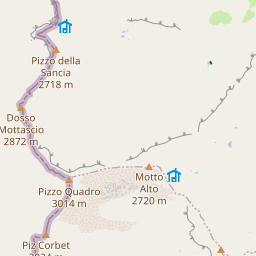 Pizzo della
Sancia
2718 m
Dosso
Mottascio
2872 m
Motto
Alto
2720 m
Pizzo Quadro
3014 m
Piz Corbet